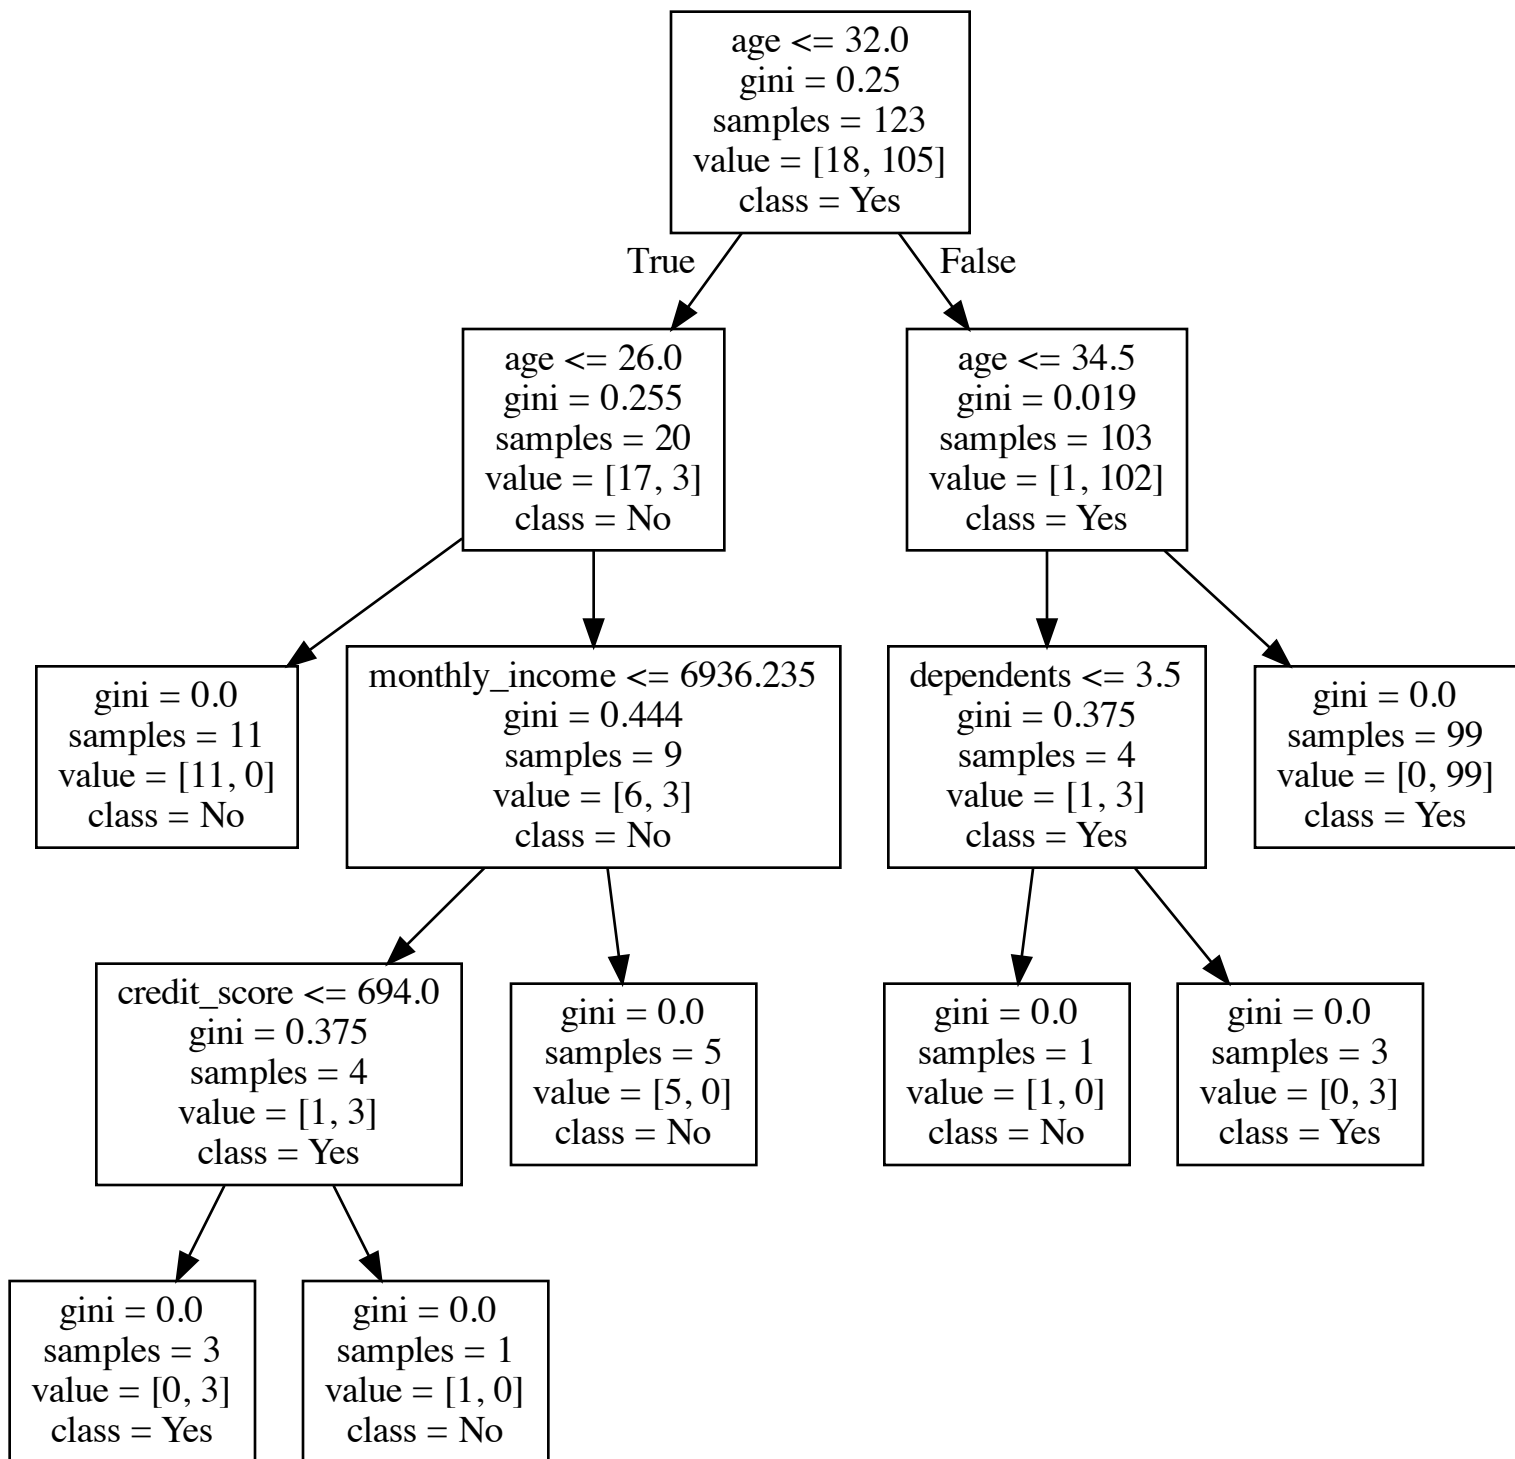 age <= 32.0
gini = 0.25
samples = 123
value = [18, 105]
class = Yes
True
False
age <= 26.0
gini = 0.255
samples = 20
value = [17, 3]
class = No
age <= 34.5
gini = 0.019
samples = 103
value = [1, 102]
class = Yes
gini = 0.0
samples = 11
value = [11, 0]
class = No
monthly_income <= 6936.235
gini = 0.444
samples = 9
value = [6, 3]
class = No
dependents <= 3.5
gini = 0.375
samples = 4
value = [1, 3]
class = Yes
gini = 0.0
samples = 99
value = [0, 99]
class = Yes
credit_score <= 694.0
gini = 0.375
samples = 4
value = [1, 3]
class = Yes
gini = 0.0
samples = 5
value = [5, 0]
class = No
gini = 0.0
samples = 1
value = [1, 0]
class = No
gini = 0.0
samples = 3
value = [0, 3]
class = Yes
gini = 0.0
samples = 3
value = [0, 3]
class = Yes
gini = 0.0
samples = 1
value = [1, 0]
class = No